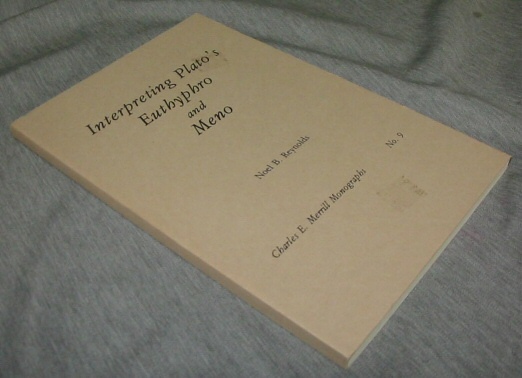 Interpreting Plato's
Euthyphro
and
Meno
Noel B. Reynolds
Charles E. Merrill Monographs
No. 9